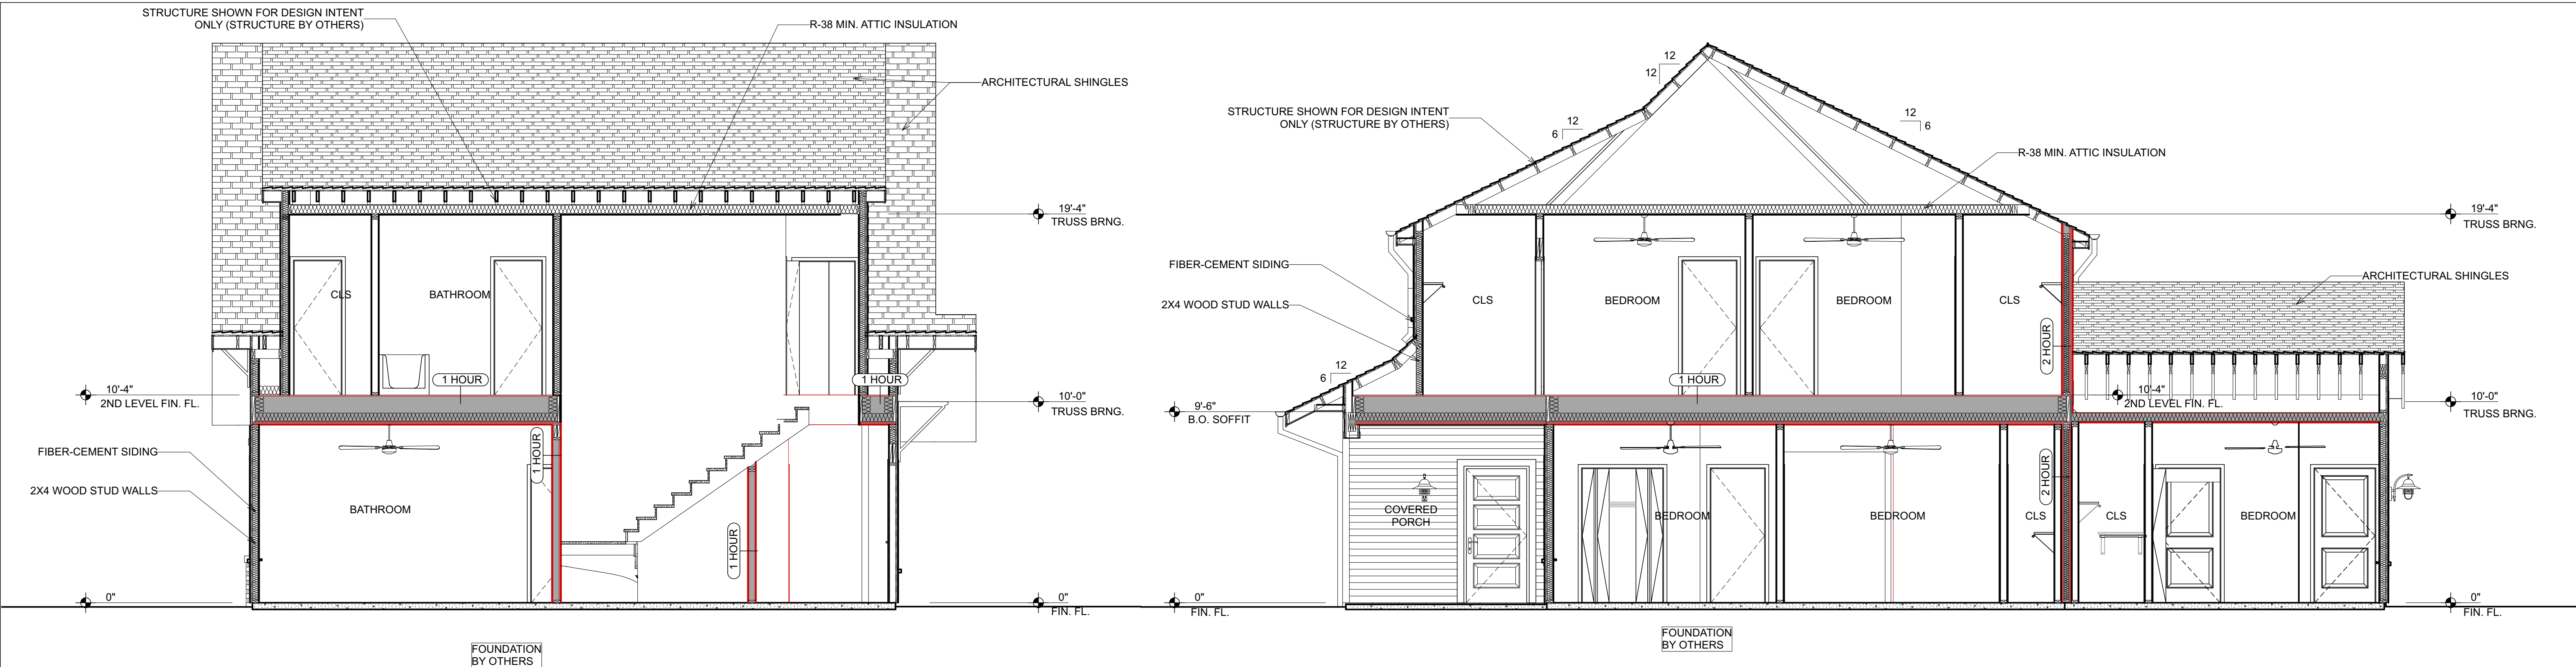 STRUCTURE SHOWN FOR DESIGN INTENT
ONLY (STRUCTURE BY OTHERS)
R-38 MIN. ATTIC INSULATION
ARCHITECTURAL SHINGLES
19'-4"
TRUSS BRNG.
CLS
BATHROOM
1 HOUR
1 HOUR
10'-4"
2ND LEVEL FIN. FL.
10'-0"
TRUSS BRNG.
FIBER-CEMENT SIDING
2X4 WOOD STUD WALLS
1 HOUR
BATHROOM
1 HOUR
0"
0"
FIN. FL.
FOUNDATION
BY OTHERS
12
12
STRUCTURE SHOWN FOR DESIGN INTENT
ONLY (STRUCTURE BY OTHERS)
12
6
12
6
R-38 MIN. ATTIC INSULATION
19'-4"
TRUSS BRNG.
FIBER-CEMENT SIDING
2X4 WOOD STUD WALLS
CLS
BEDROOM
BEDROOM
CLS
ARCHITECTURAL SHINGLES
2 HOUR
12
6
1 HOUR
10'-4"
2ND LEVEL FIN. FL.
9'-6"
B.O. SOFFIT
10'-0"
TRUSS BRNG.
2 HOUR
COVERED
PORCH
BEDROOM
BEDROOM
CLS
CLS
BEDROOM
0"
FIN. FL.
0"
FIN. FL.
FOUNDATION
BY OTHERS